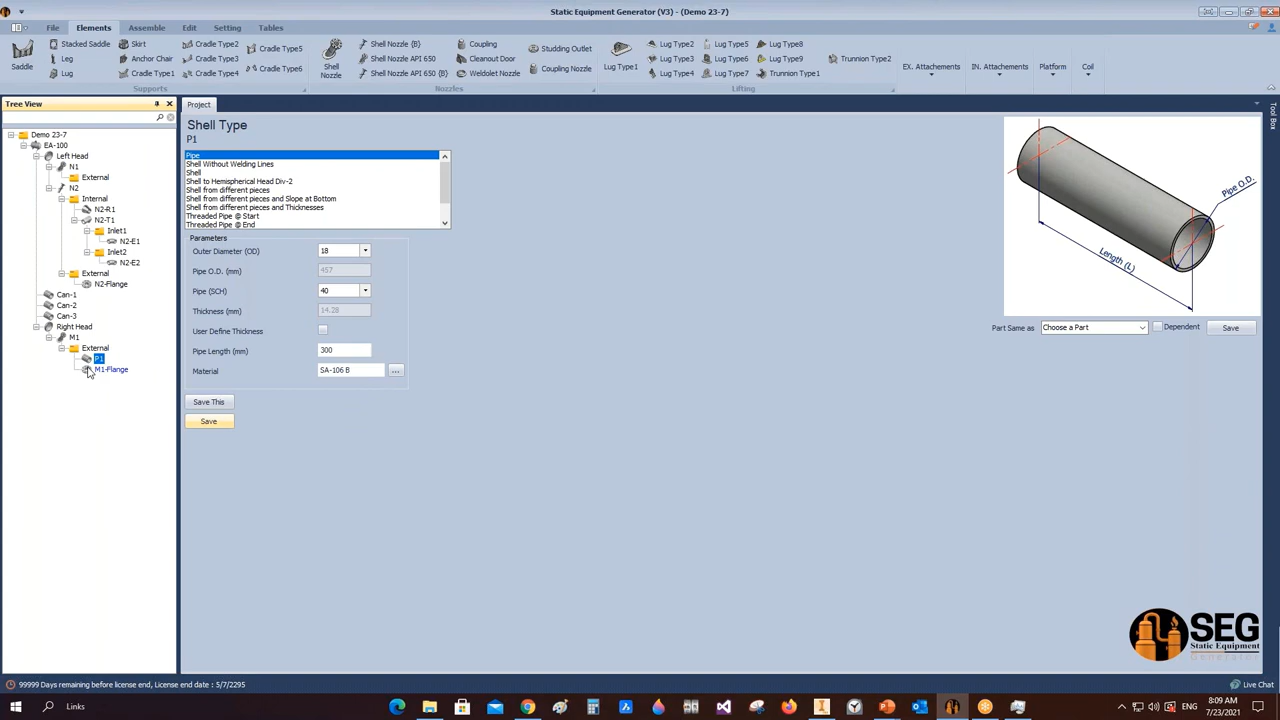 Static Equipment Generator (V3) - (Demo 23-7)
File Elements Assemble Edit Setting Tables
Saddle
Stacked Saddle
Leg
Lug
Skirt
Anchor Chair
Cradle Type1
Cradle Type2
Cradle Type3
Cradle Type4
Cradle Type5
Cradle Type6
Supports
Shell Nozzle
Shell Nozzle (B)
Shell Nozzle API 650
Shell Nozzle API 650 (B)
Coupling
Cleanout Door
Weldolet Nozzle
Studding Outlet
Coupling Nozzle
Nozzles
Lug Type1
Lug Type2
Lug Type3
Lug Type4
Lug Type5
Lug Type6
Lug Type7
Lug Type8
Lug Type9
Trunnion Type1
Trunnion Type2
Lifting
EX. Attachements
IN. Attachements
Platform
Coil
Tree View
Demo 23-7
EA-100
Left Head
N1
External
N2
Internal
N2-R1
N2-T1
Inlet1
N2-E1
Inlet2
N2-E2
External
N2-Flange
Can-1
Can-2
Can-3
Right Head
M1
External
P1
M1-Flange
Project
Shell Type
P1
Pipe
Shell Without Welding Lines
Shell
Shell to Hemispherical Head Div-2
Shell from different pieces
Shell from different pieces and Slope at Bottom
Shell from different pieces and Thicknesses
Threaded Pipe @ Start
Threaded Pipe @ End
Parameters
Outer Diameter (OD) 18
Pipe O.D. (mm) 457
Pipe (SCH) 40
Thickness (mm) 14.28
User Define Thickness
Pipe Length (mm) 300
Material SA-106 B ...
Save This
Save
Pipe O.D.
Length (L)
Part Same as Choose a Part Dependent Save
Tool Box
SEG
Static Equipment
Generator
99999 Days remaining before license end, License end date : 5/7/2295
Live Chat
Links
ENG
8:09 AM
7/23/2021